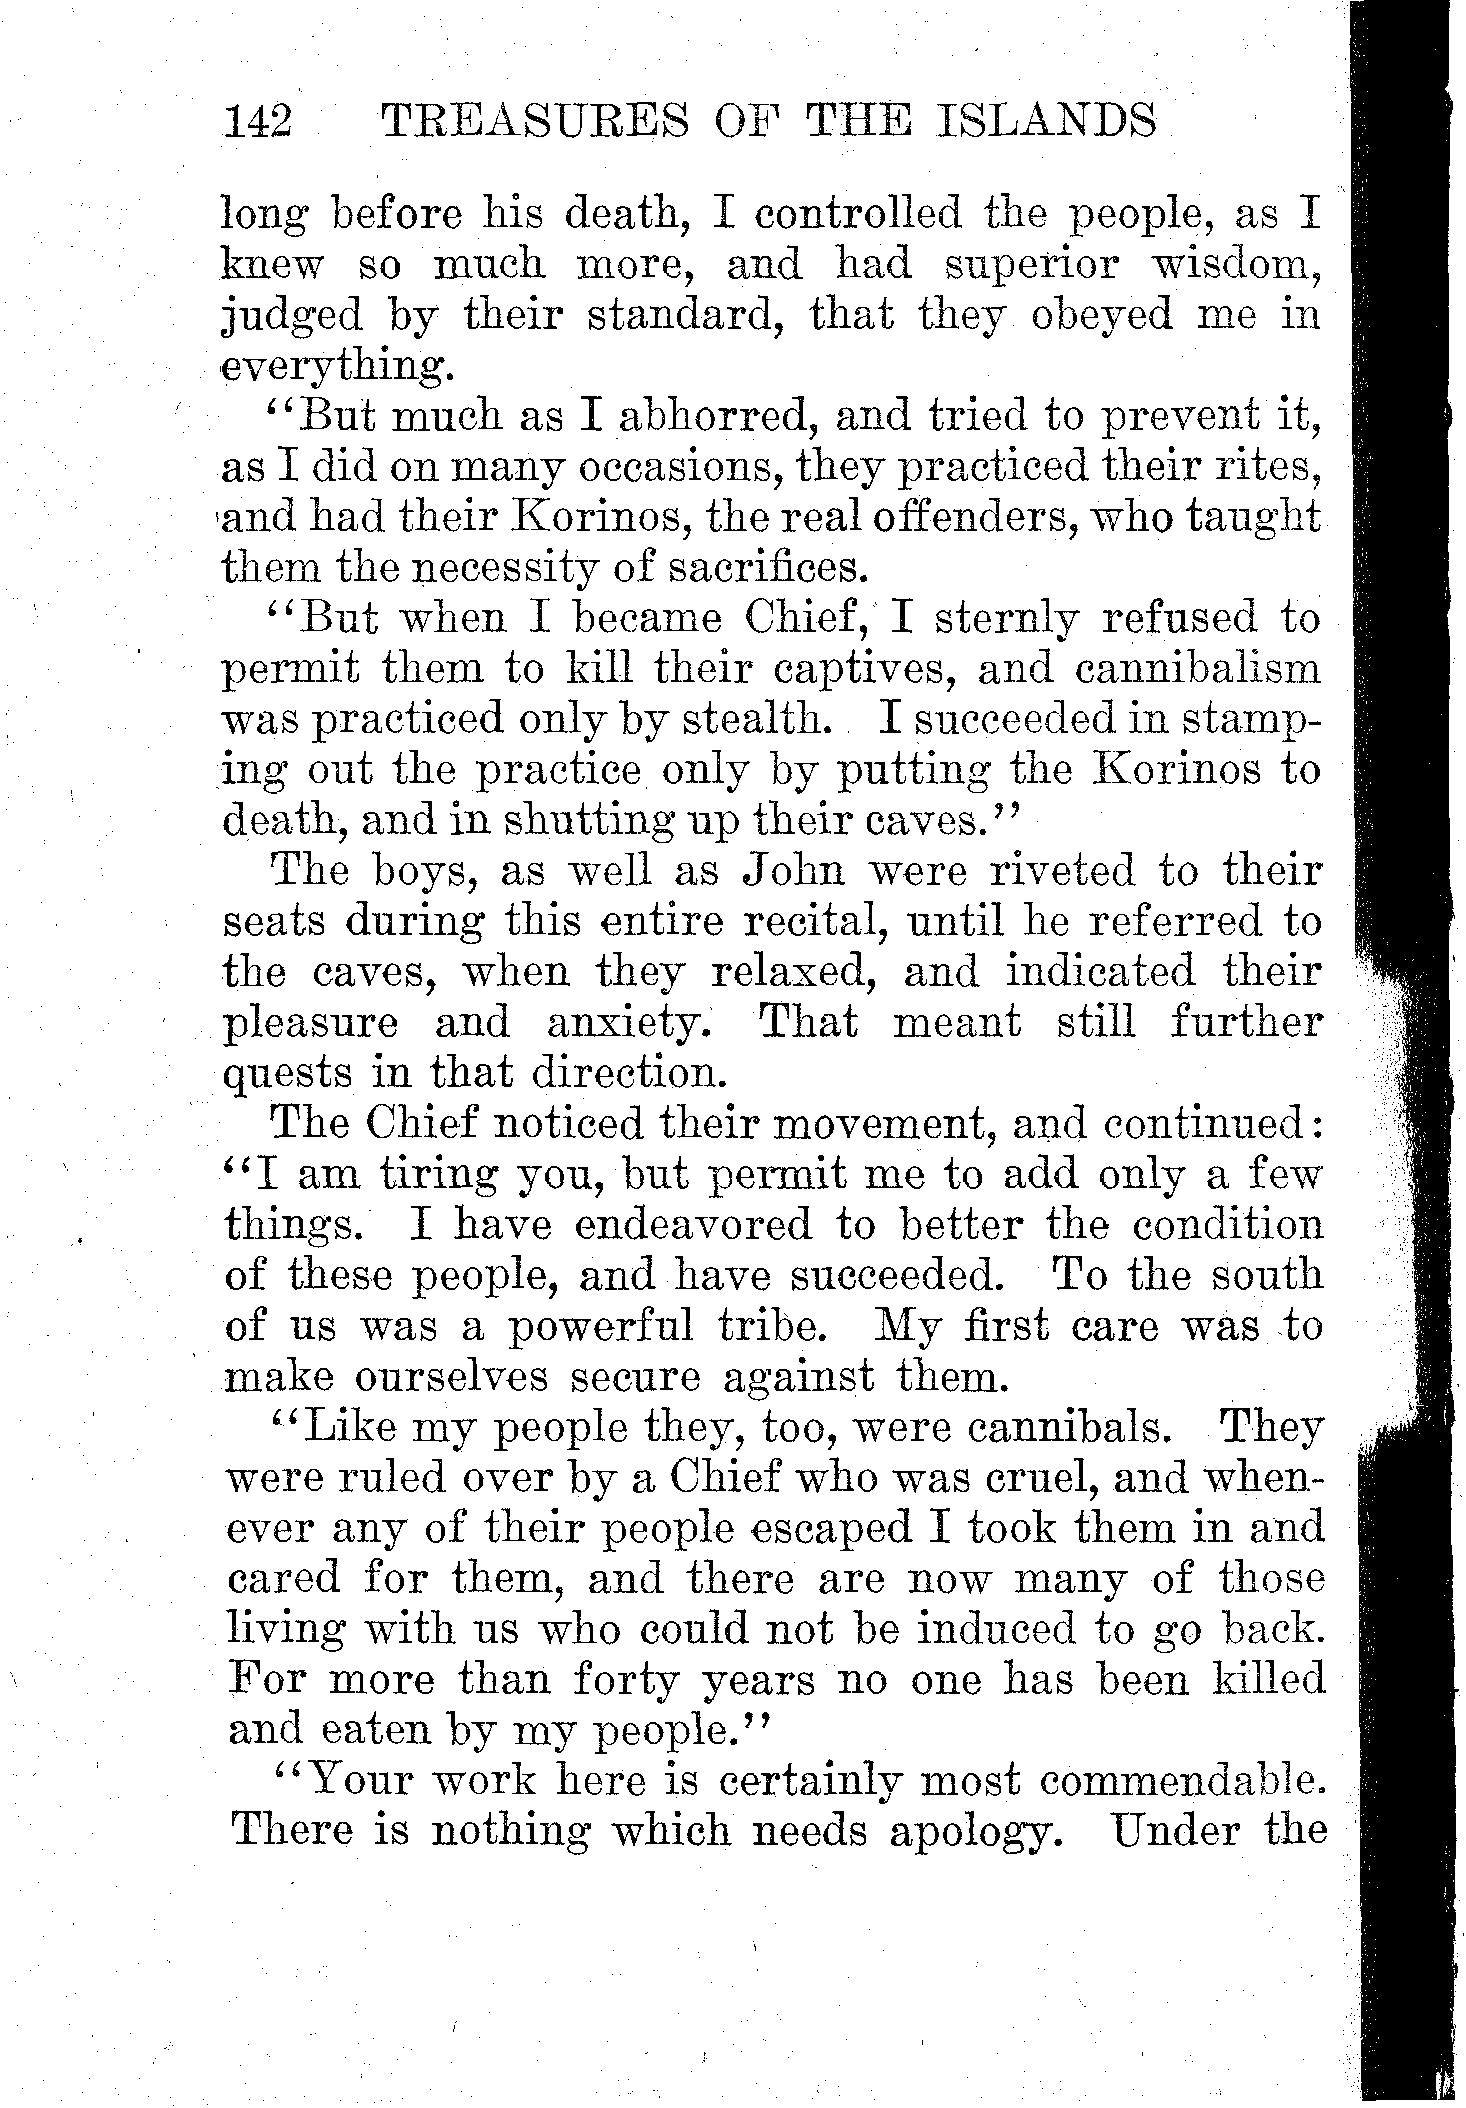 142 TREASURES OF THE ISLANDS
long before his death, I controlled the people, as I
knew so much more, and had superior wisdom,
judged by their standard, that they obeyed me in
everything.
"But much as I abhorred, and tried to prevent it,
as I did on many occasions, they practiced their rites,
and had their Korinos, the real offenders, who taught
them the necessity of sacrifices.
"But when I became Chief, I sternly refused to
permit them to kill their captives, and cannibalism
was practiced only by stealth. I succeeded in stamp-
ing out the practice only by putting the Korinos to
death, and in shutting up their caves."
The boys, as well as John were riveted to their
seats during this entire recital, until he referred to
the caves, when they relaxed, and indicated their
pleasure and anxiety. That meant still further
quests in that direction.
The Chief noticed their movement, and continued:
"I am tiring you, but permit me to add only a few
things. I have endeavored to better the condition
of these people, and have succeeded. To the south
of us was a powerful tribe. My first care was to
make ourselves secure against them.
"Like my people they, too, were cannibals. They
were ruled over by a Chief who was cruel, and when-
ever any of their people escaped I took them in and
cared for them, and there are now many of those
living with us who could not be induced to go back.
For more than forty years no one has been killed
and eaten by my people."
"Your work here is certainly most commendable.
There is nothing which needs apology. Under the